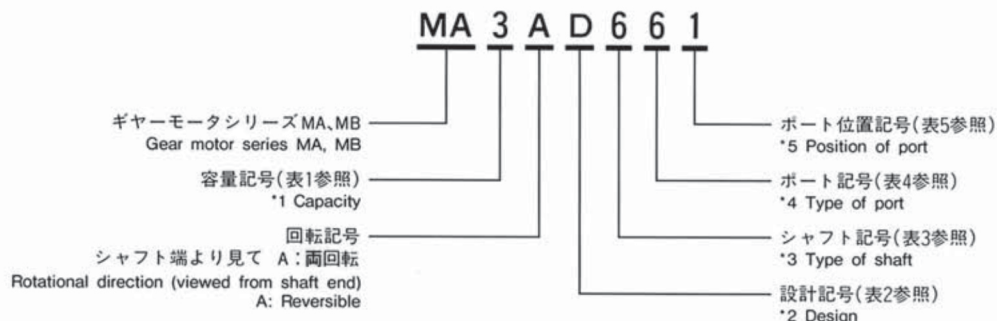 MA 3 A D 6 6 1
ギヤーモータシリーズMA、MB
Gear motor series MA, MB
容量記号(表1参照)
*1 Capacity
回転記号
シャフト端より見て A:両回転
Rotational direction (viewed from shaft end)
A: Reversible
ポート位置記号(表5参照)
*5 Position of port
ポート記号(表4参照)
*4 Type of port
シャフト記号(表3参照)
*3 Type of shaft
設計記号(表2参照)
*2 Design